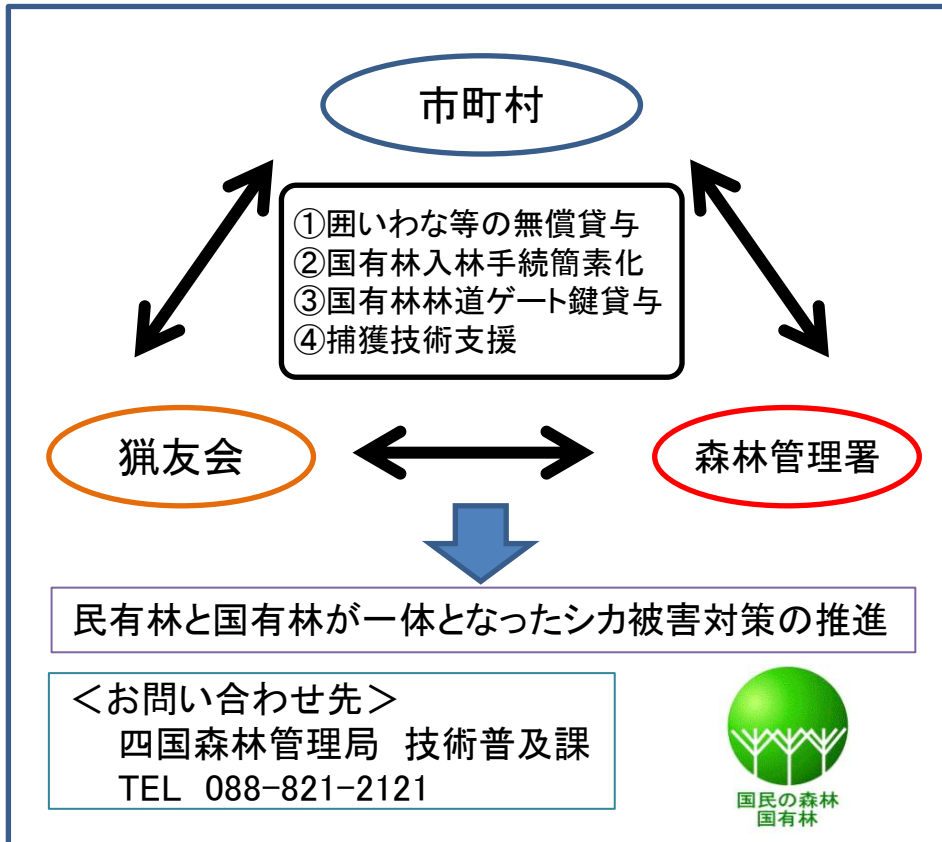 市町村
①囲いわな等の無償貸与
②国有林入林手続簡素化
③国有林林道ゲート鍵貸与
④捕獲技術支援
猟友会
森林管理署
民有林と国有林が一体となったシカ被害対策の推進
＜お問い合わせ先＞
四国森林管理局 技術普及課
TEL 088-821-2121
国民の森林
国有林